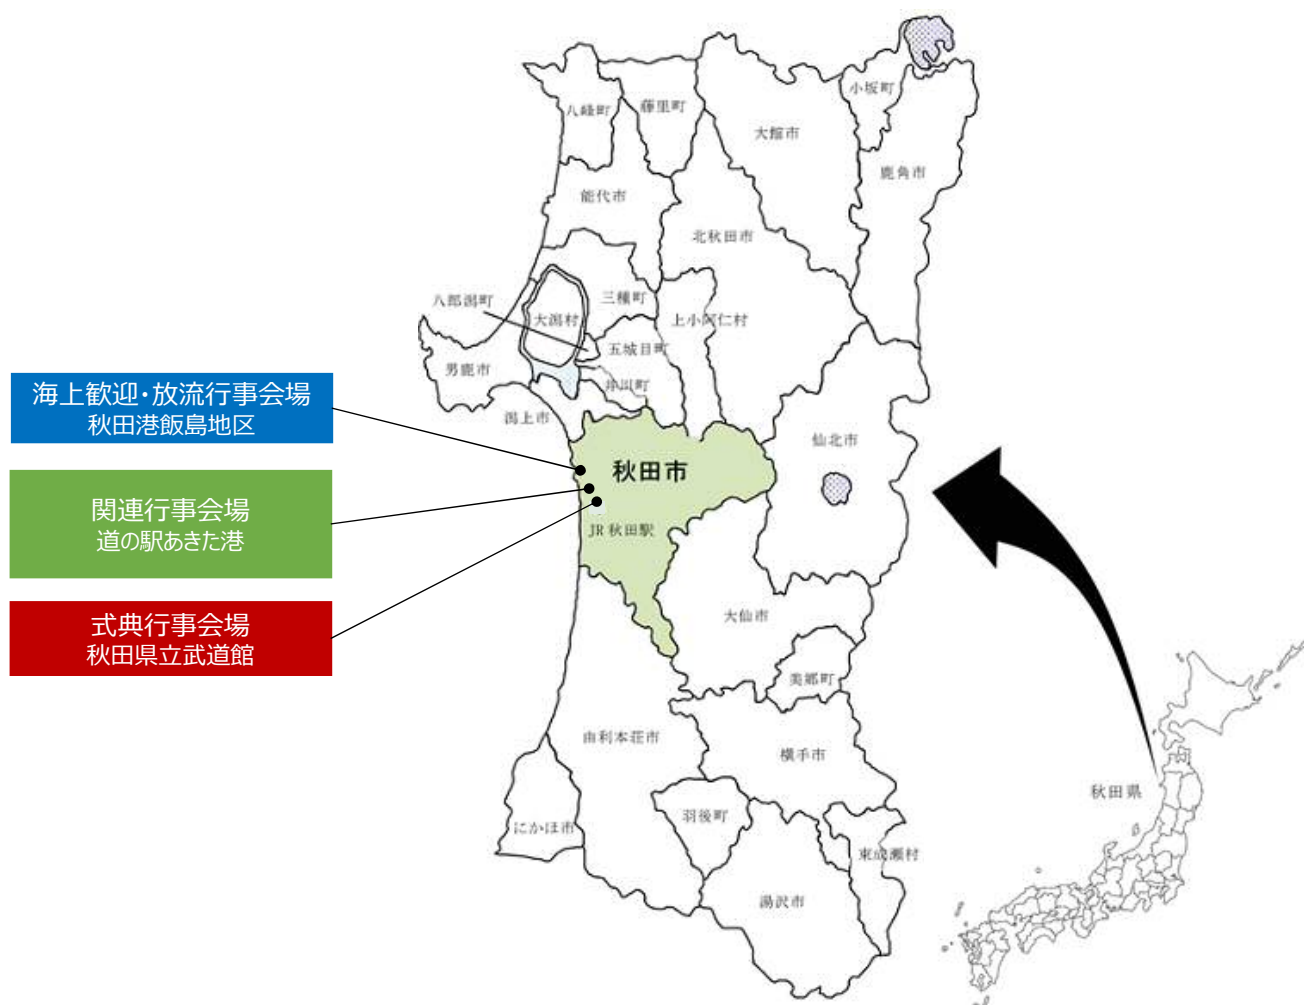 小坂町
八峰町
藤里町
大館市
鹿角市
能代市
北秋田市
八郎潟町
三種町
大潟村
上小阿仁村
五城目町
男鹿市
井川町
海上歓迎・放流行事会場
秋田港飯島地区
潟上市
仙北市
秋田市
関連行事会場
道の駅あきた港
JR 秋田駅
式典行事会場
秋田県立武道館
大仙市
美郷町
由利本荘市
横手市
秋田県
羽後町
にかほ市
東成瀬村
湯沢市